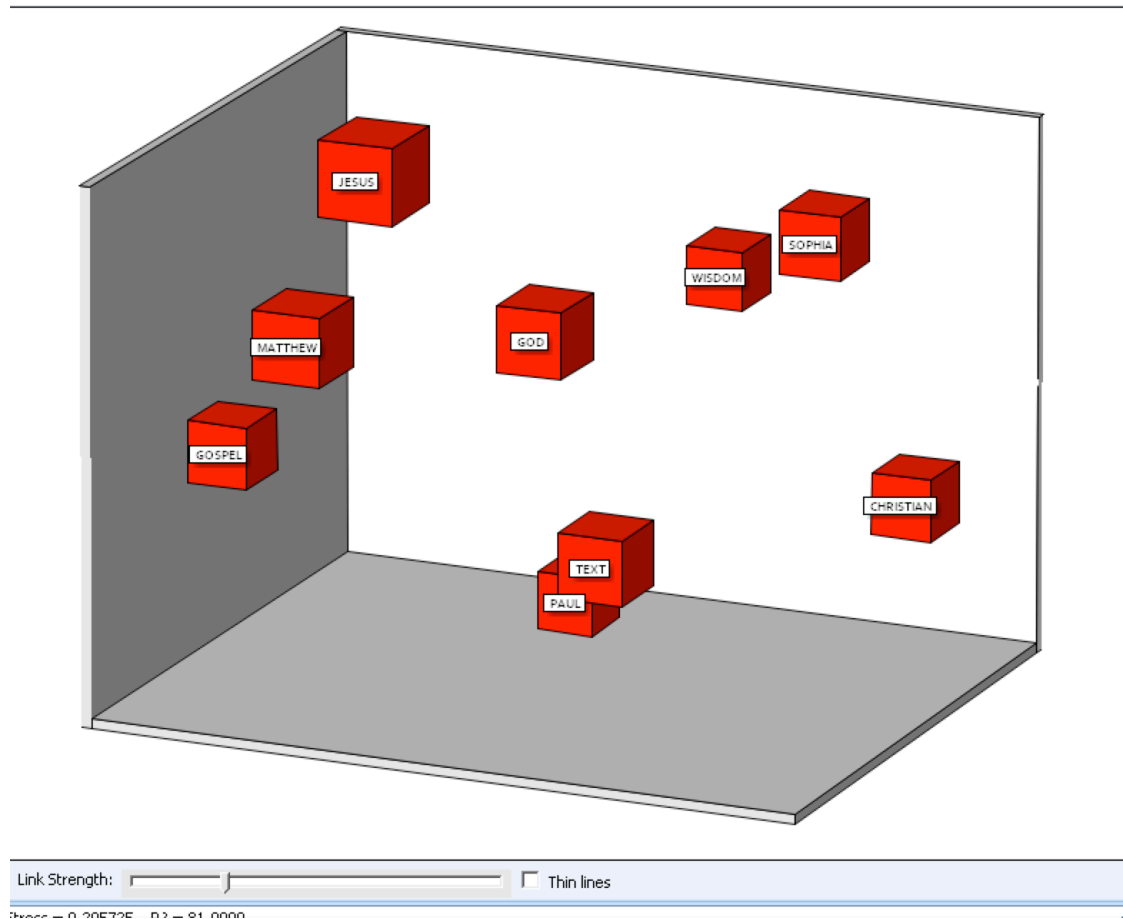 JESUS
SOPHIA
WISDOM
GOD
MATTHEW
GOSPEL
CHRISTIAN
TEXT
PAUL
Link Strength:
Thin lines